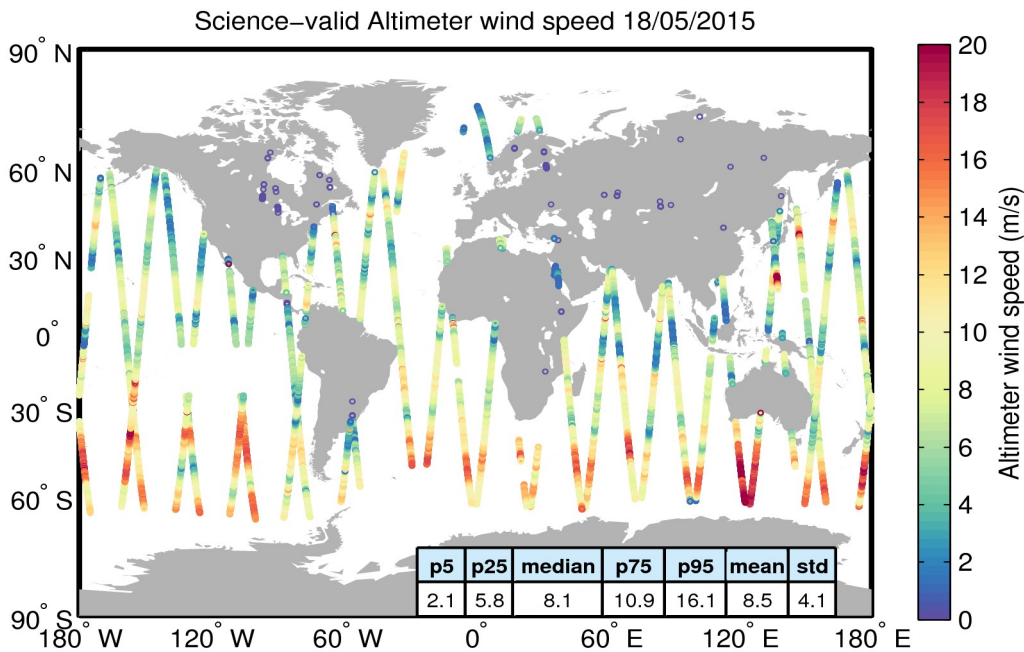 Science−valid Altimeter wind speed 18/05/2015
90° N
60° N
30° N
0°
30° S
60° S
90° S
180° W
120° W
60° W
0°
60° E
120° E
180° E
p5 p25 median p75 p95 mean std
2.1 5.8 8.1 10.9 16.1 8.5 4.1
20
18
16
14
12
10
8
6
4
2
0
Altimeter wind speed (m/s)